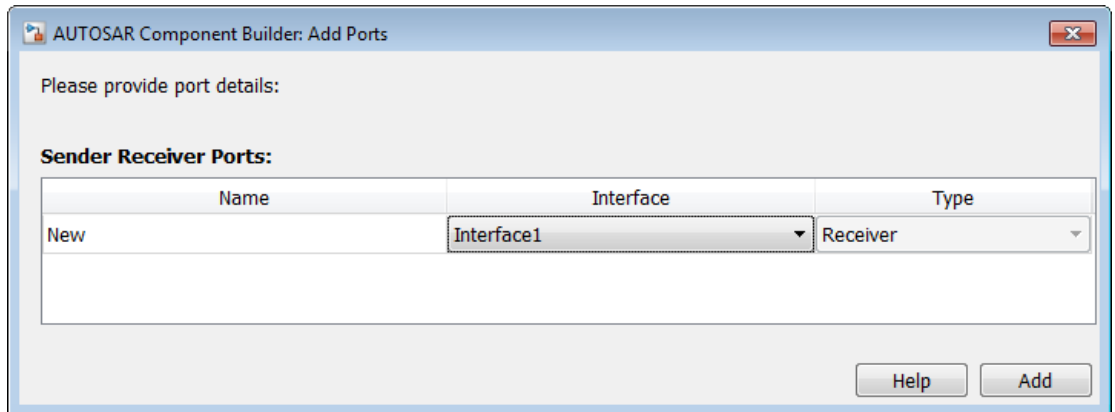 AUTOSAR Component Builder: Add Ports
Please provide port details:
Sender Receiver Ports:
Name Interface Type
New Interface1 Receiver
Help Add